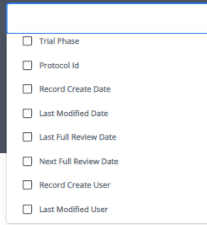 Trial Phase
Protocol Id
Record Create Date
Last Modified Date
Last Full Review Date
Next Full Review Date
Record Create User
Last Modified User